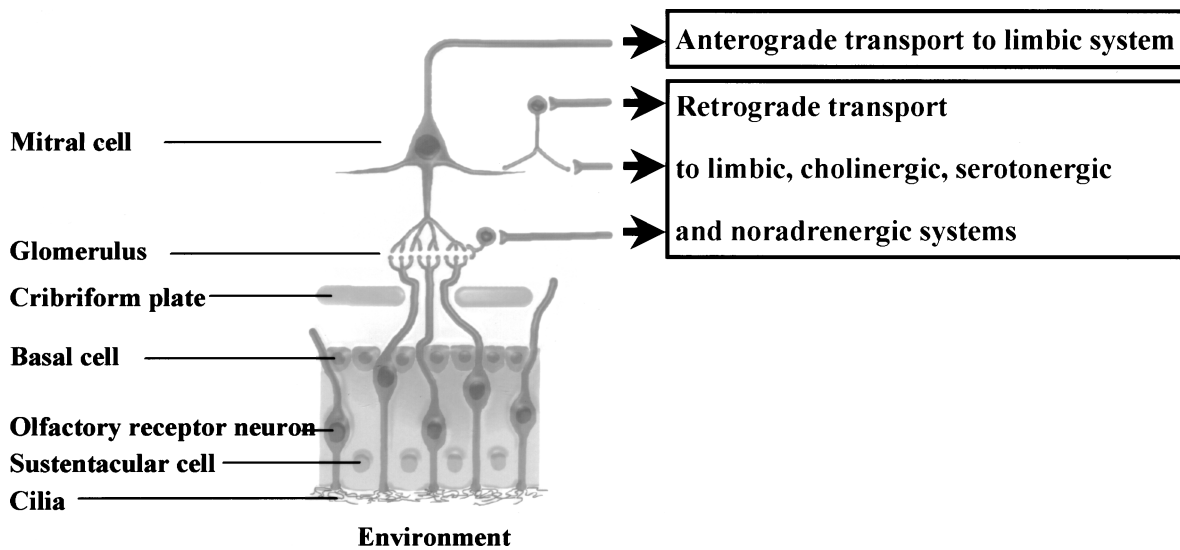 Anterograde transport to limbic system
Retrograde transport
to limbic, cholinergic, serotonergic
and noradrenergic systems
Mitral cell
Glomerulus
Cribriform plate
Basal cell
Olfactory receptor neuron
Sustentacular cell
Cilia
Environment